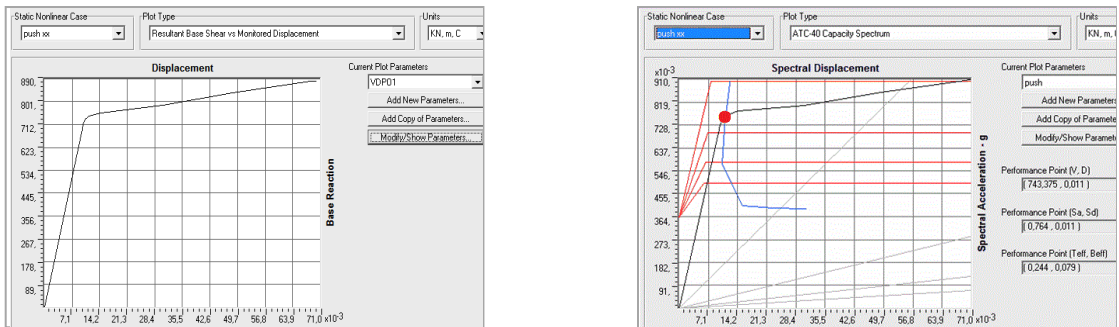 Static Nonlinear Case
Plot Type
Units
push xx
Resultant Base Shear vs Monitored Displacement
KN, m, C
Displacement
Current Plot Parameters
VDP01
Add New Parameters...
Add Copy of Parameters...
Modify/Show Parameters...
890,
801,
712,
623,
534,
445,
356,
267,
178,
89,
Base Reaction
7,1 14,2 21,3 28,4 35,5 42,6 49,7 56,8 63,9 71,0 x10-3
Static Nonlinear Case
Plot Type
Units
push xx
ATC-40 Capacity Spectrum
KN, m,
x10-3
Spectral Displacement
Current Plot Parameters
push
Add New Parameter
Add Copy of Paramete
Modify/Show Paramet
910,
819,
728,
637,
546,
455,
364,
273,
182,
91,
Spectral Acceleration - g
Performance Point (V, D)
( 743,375 , 0,011 )
Performance Point (Sa, Sd)
( 0,764 , 0,011 )
Performance Point (Teff, Beff)
( 0,244 , 0,079 )
7,1 14,2 21,3 28,4 35,5 42,6 49,7 56,8 63,9 71,0 x10-3